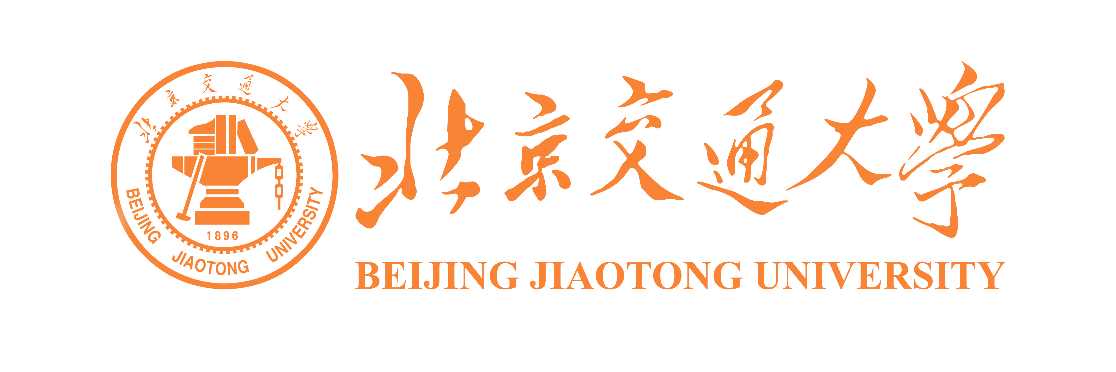 北京交通大學
BEIJING JIAOTONG UNIVERSITY
1896
北京交通大學
BEIJING JIAOTONG UNIVERSITY